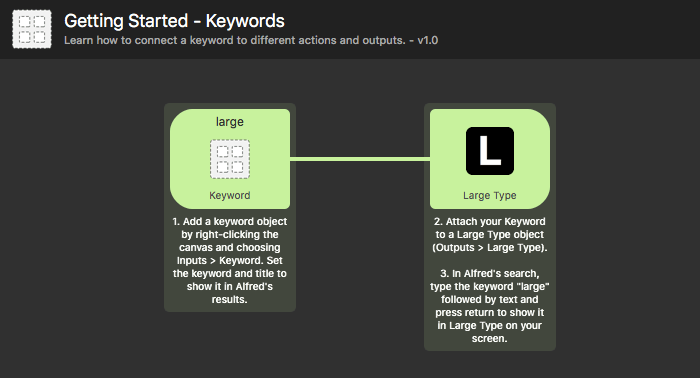 Getting Started - Keywords
Learn how to connect a keyword to different actions and outputs. - v1.0
large
Keyword
1. Add a keyword object
by right-clicking the
canvas and choosing
Inputs > Keyword. Set
the keyword and title to
show it in Alfred's
results.
L
Large Type
2. Attach your Keyword
to a Large Type object
(Outputs > Large Type).
3. In Alfred's search,
type the keyword "large"
followed by text and
press return to show it
in Large Type on your
screen.